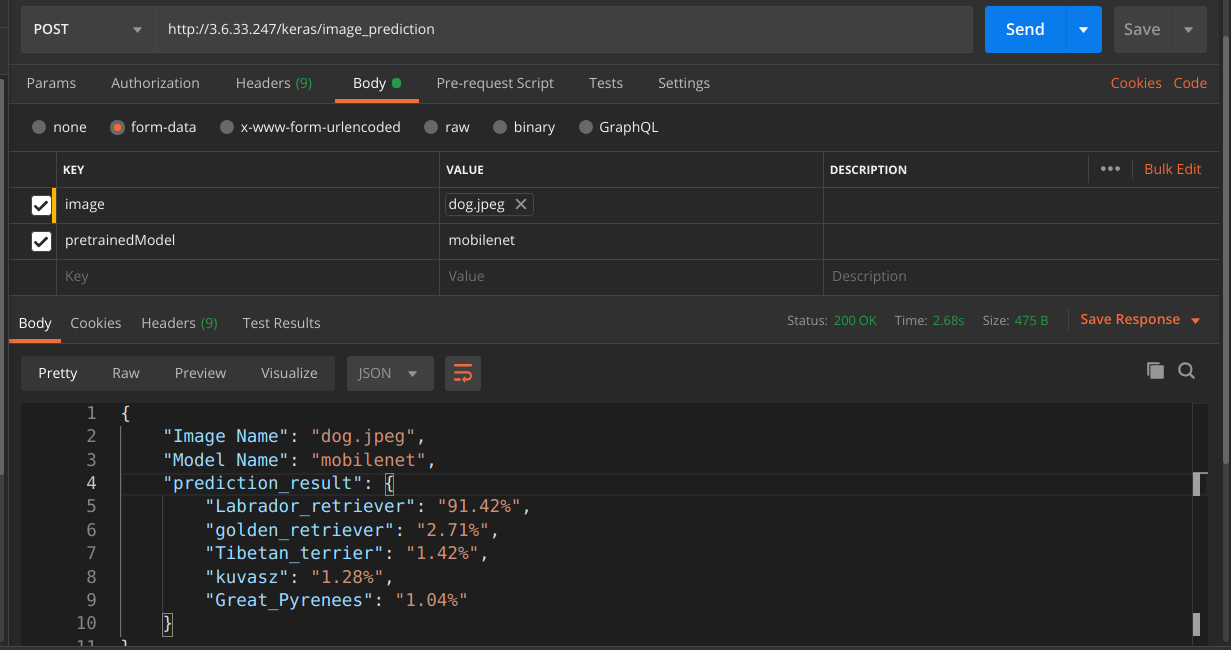 POST http://3.6.33.247/keras/image_prediction Send Save
Params Authorization Headers (9) Body Pre-request Script Tests Settings Cookies Code
none form-data x-www-form-urlencoded raw binary GraphQL
KEY VALUE DESCRIPTION ••• Bulk Edit
image dog.jpeg ✕
pretrainedModel mobilenet
Key Value Description
Body Cookies Headers (9) Test Results Status: 200 OK Time: 2.68s Size: 475 B Save Response
Pretty Raw Preview Visualize JSON
1 {
2 "Image Name": "dog.jpeg",
3 "Model Name": "mobilenet",
4 "prediction_result": {
5 "Labrador_retriever": "91.42%",
6 "golden_retriever": "2.71%",
7 "Tibetan_terrier": "1.42%",
8 "kuvasz": "1.28%",
9 "Great_Pyrenees": "1.04%"
10 }
11 }